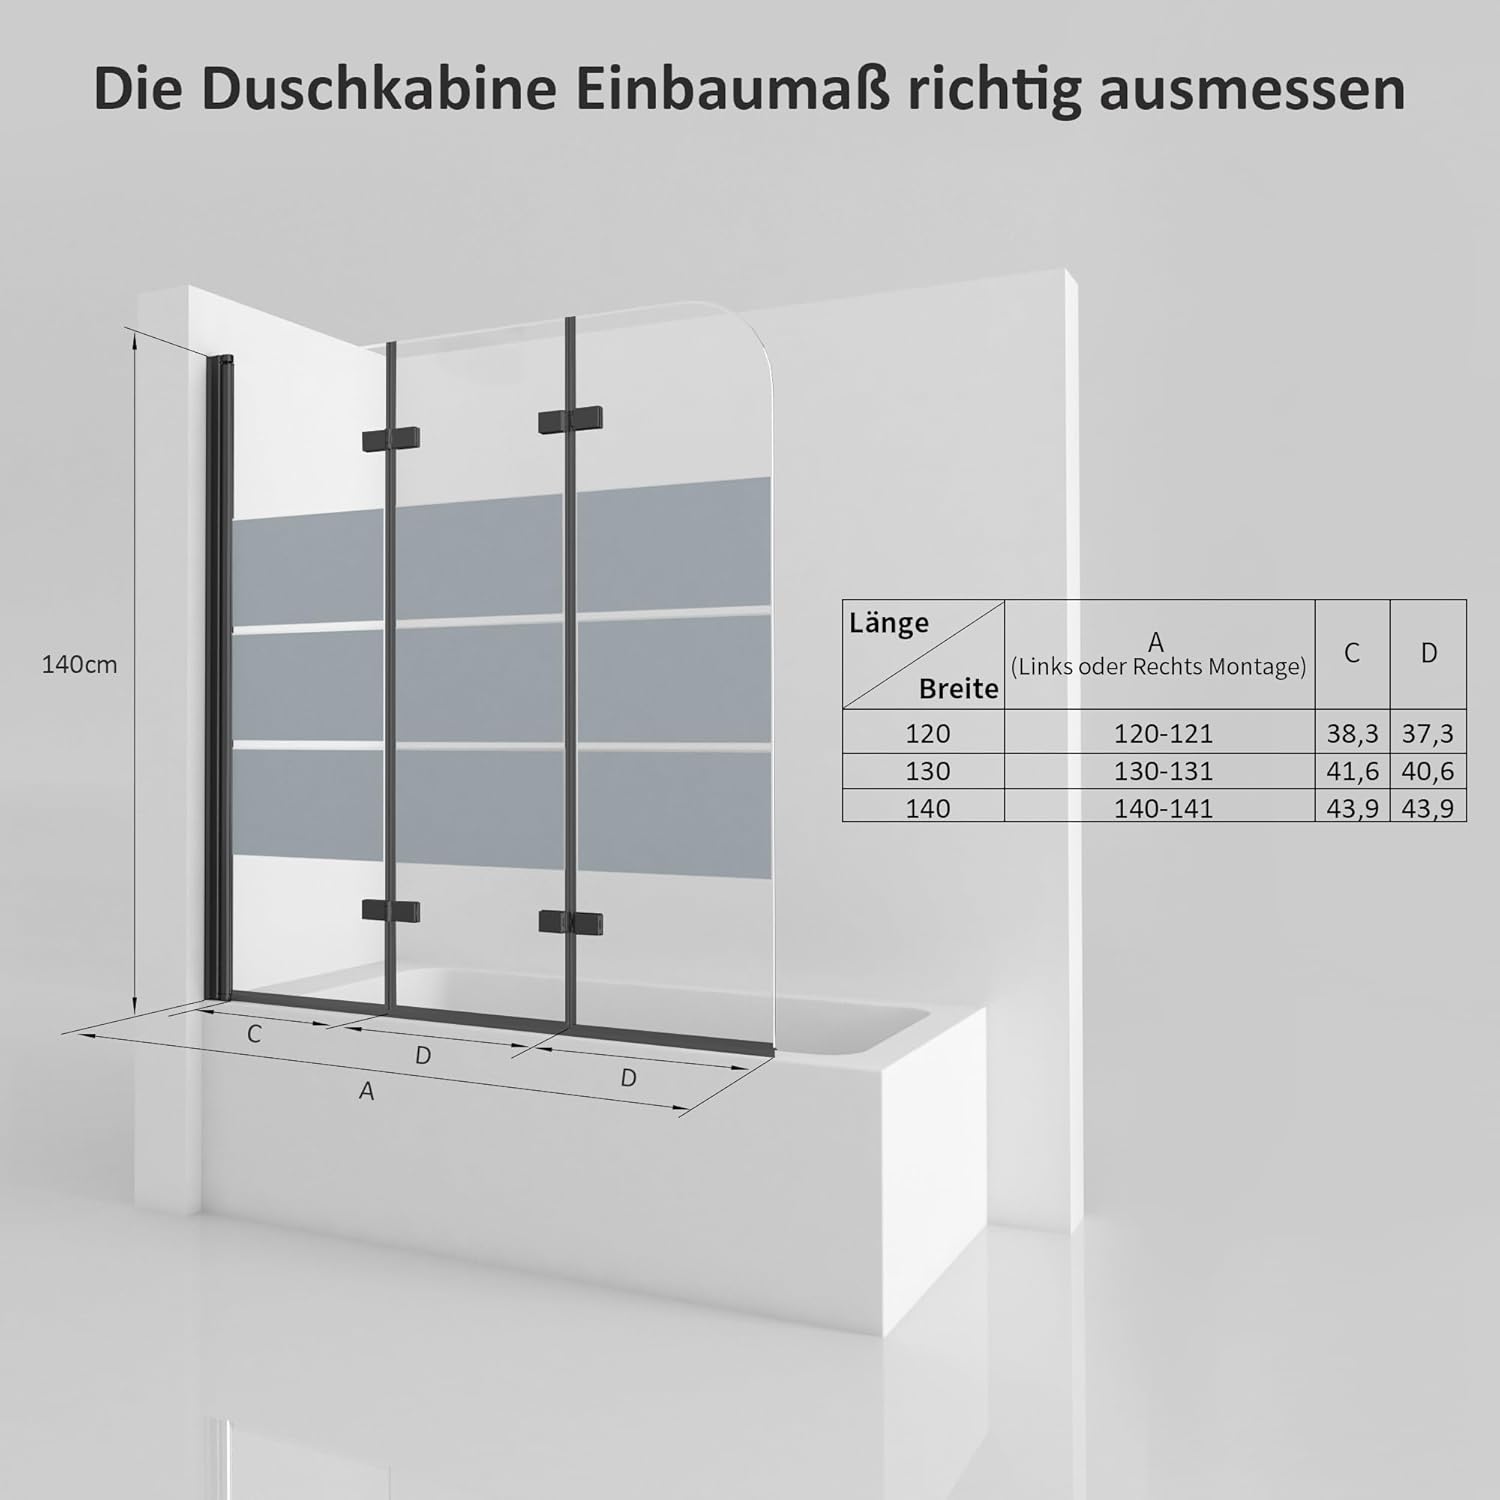 Die Duschkabine Einbaumaß richtig ausmessen
140cm
C
D
D
A
Länge
Breite
A
(Links oder Rechts Montage)
C
D
120 120-121 38,3 37,3
130 130-131 41,6 40,6
140 140-141 43,9 43,9